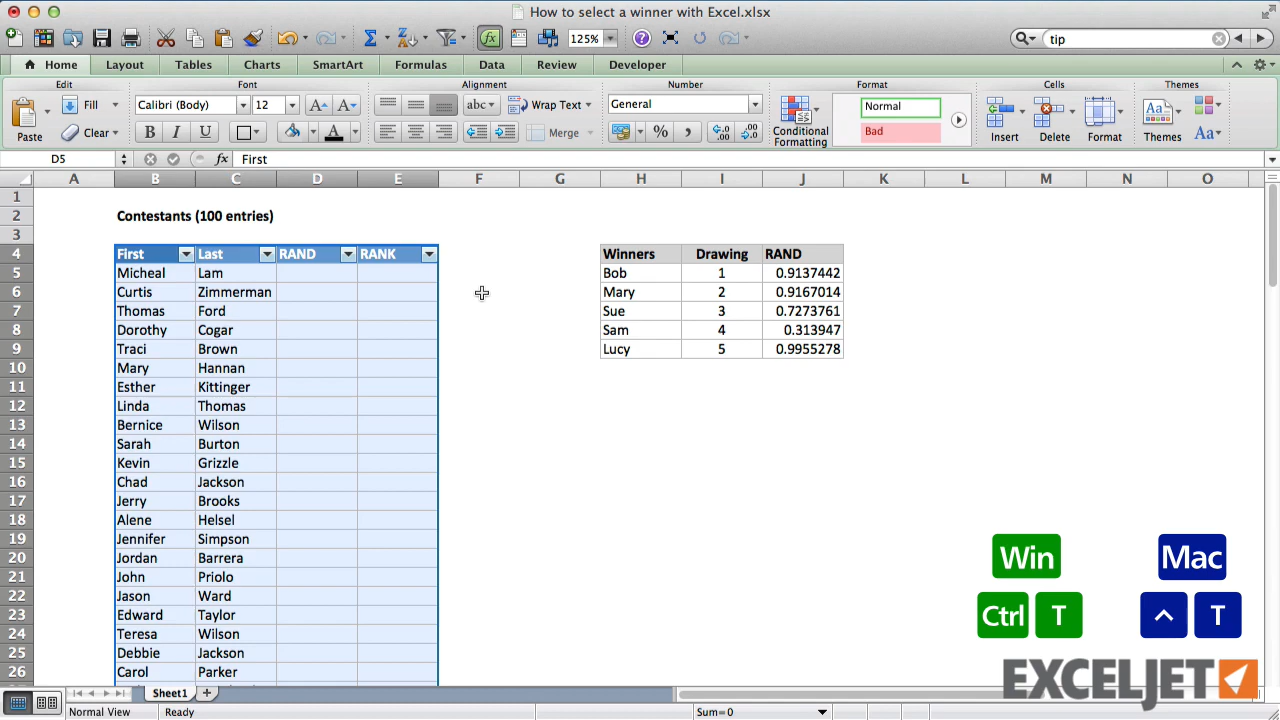 How to select a winner with Excel.xlsx
125%
fx
tip
Home Layout Tables Charts SmartArt Formulas Data Review Developer
Edit Font Alignment Number Format Cells Themes
Paste Fill Clear Calibri (Body) 12 A A abc Wrap Text General Conditional Formatting Normal Bad Insert Delete Format Themes Aa
B I U A Merge % Aa
D5 fx First
A B C D E F G H I J K L M N O
1
2 Contestants (100 entries)
3
4 First Last RAND RANK Winners Drawing RAND
5 Micheal Lam Bob 1 0.9137442
6 Curtis Zimmerman Mary 2 0.9167014
7 Thomas Ford Sue 3 0.7273761
8 Dorothy Cogar Sam 4 0.313947
9 Traci Brown Lucy 5 0.9955278
10 Mary Hannan
11 Esther Kittinger
12 Linda Thomas
13 Bernice Wilson
14 Sarah Burton
15 Kevin Grizzle
16 Chad Jackson
17 Jerry Brooks
18 Alene Helsel
19 Jennifer Simpson
20 Jordan Barrera
21 John Priolo
22 Jason Ward
23 Edward Taylor
24 Teresa Wilson
25 Debbie Jackson
26 Carol Parker
Win Mac
Ctrl T ^ T
EXCELJET
Sheet1
Normal View Ready Sum=0